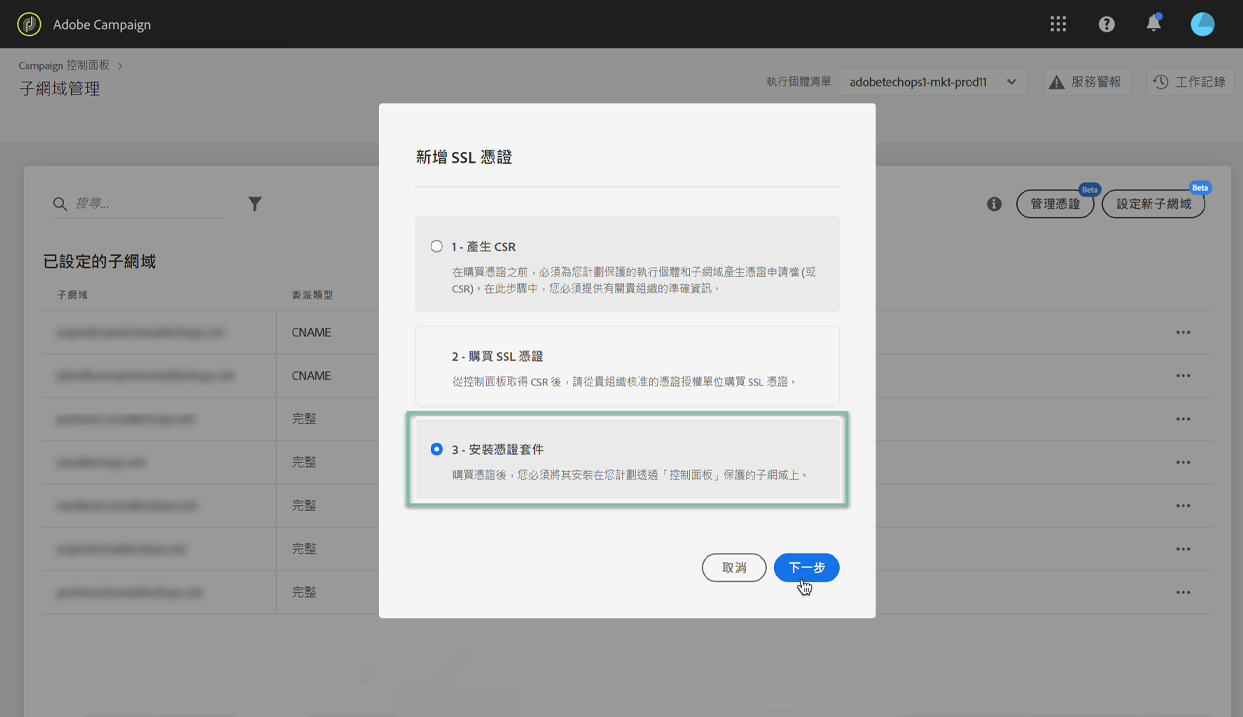 Adobe Campaign
Campaign 控制面板
子網域管理
執行個體清單
adobetechops1-mkt-prod11
服務警報
工作記錄
搜尋...
Beta
管理憑證
Beta
設定新子網域
已設定的子網域
子網域
委派類型
CNAME
CNAME
完整
完整
完整
完整
完整
新增 SSL 憑證
1 - 產生 CSR
在購買憑證之前，必須為您計劃保護的執行個體和子網域產生憑證申請檔 (或
CSR)。在此步驟中，您必須提供有關貴組織的準確資訊。
2 - 購買 SSL 憑證
從控制面板取得 CSR 後，請從貴組織核准的憑證授權單位購買 SSL 憑證。
3 - 安裝憑證套件
購買憑證後，您必須將其安裝在您計劃透過「控制面板」保護的子網域上。
取消
下一步